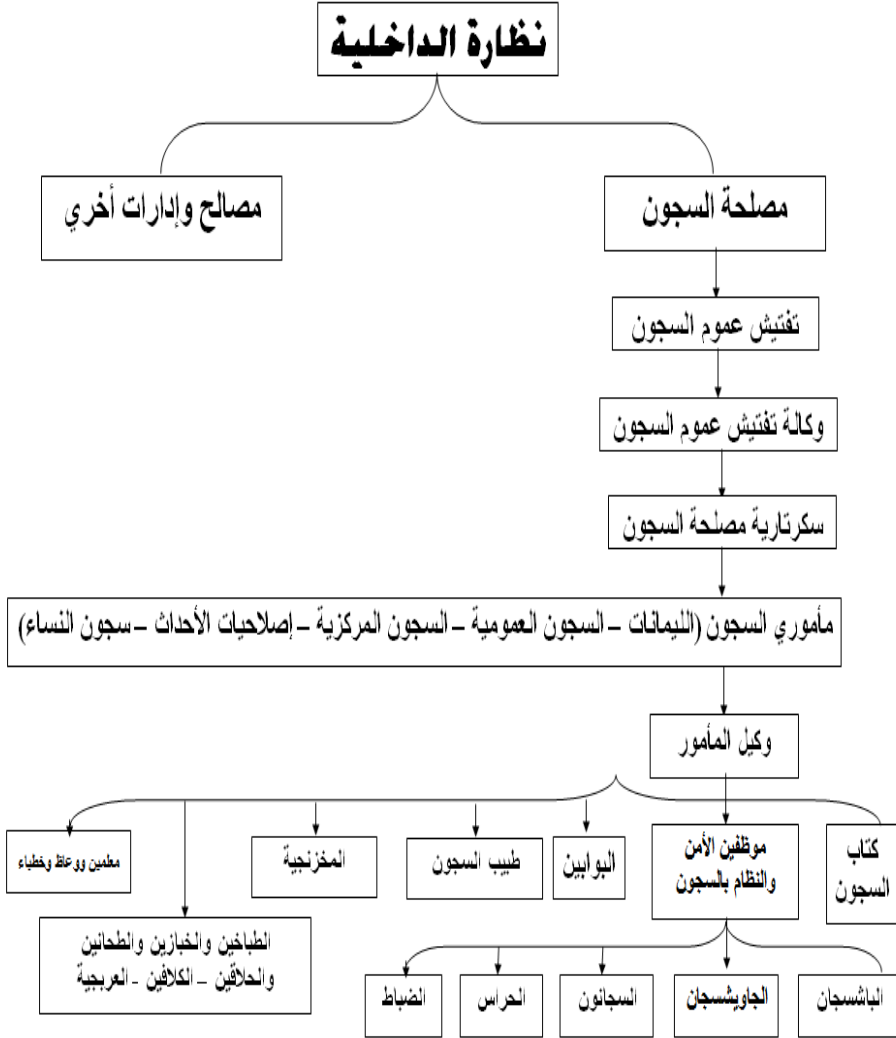 نظارة الداخلية
مصلحة السجون
مصالح وإدارات أخري
تفتيش عموم السجون
وكالة تفتيش عموم السجون
سكرتارية مصلحة السجون
مأموري السجون (الليمانات – السجون العمومية – السجون المركزية – إصلاحيات الأحداث – سجون النساء)
وكيل المأمور
كتاب
السجون
موظفين الأمن
والنظام بالسجون
البوابين
طبيب السجون
المخزنجية
الطباخين والخبازين والطحانين
والحلاقين – الكلافين - العربجية
معلمين ووعاظ وخطباء
الباشسجان
الجاويشسجان
السجانون
الحراس
الضباط